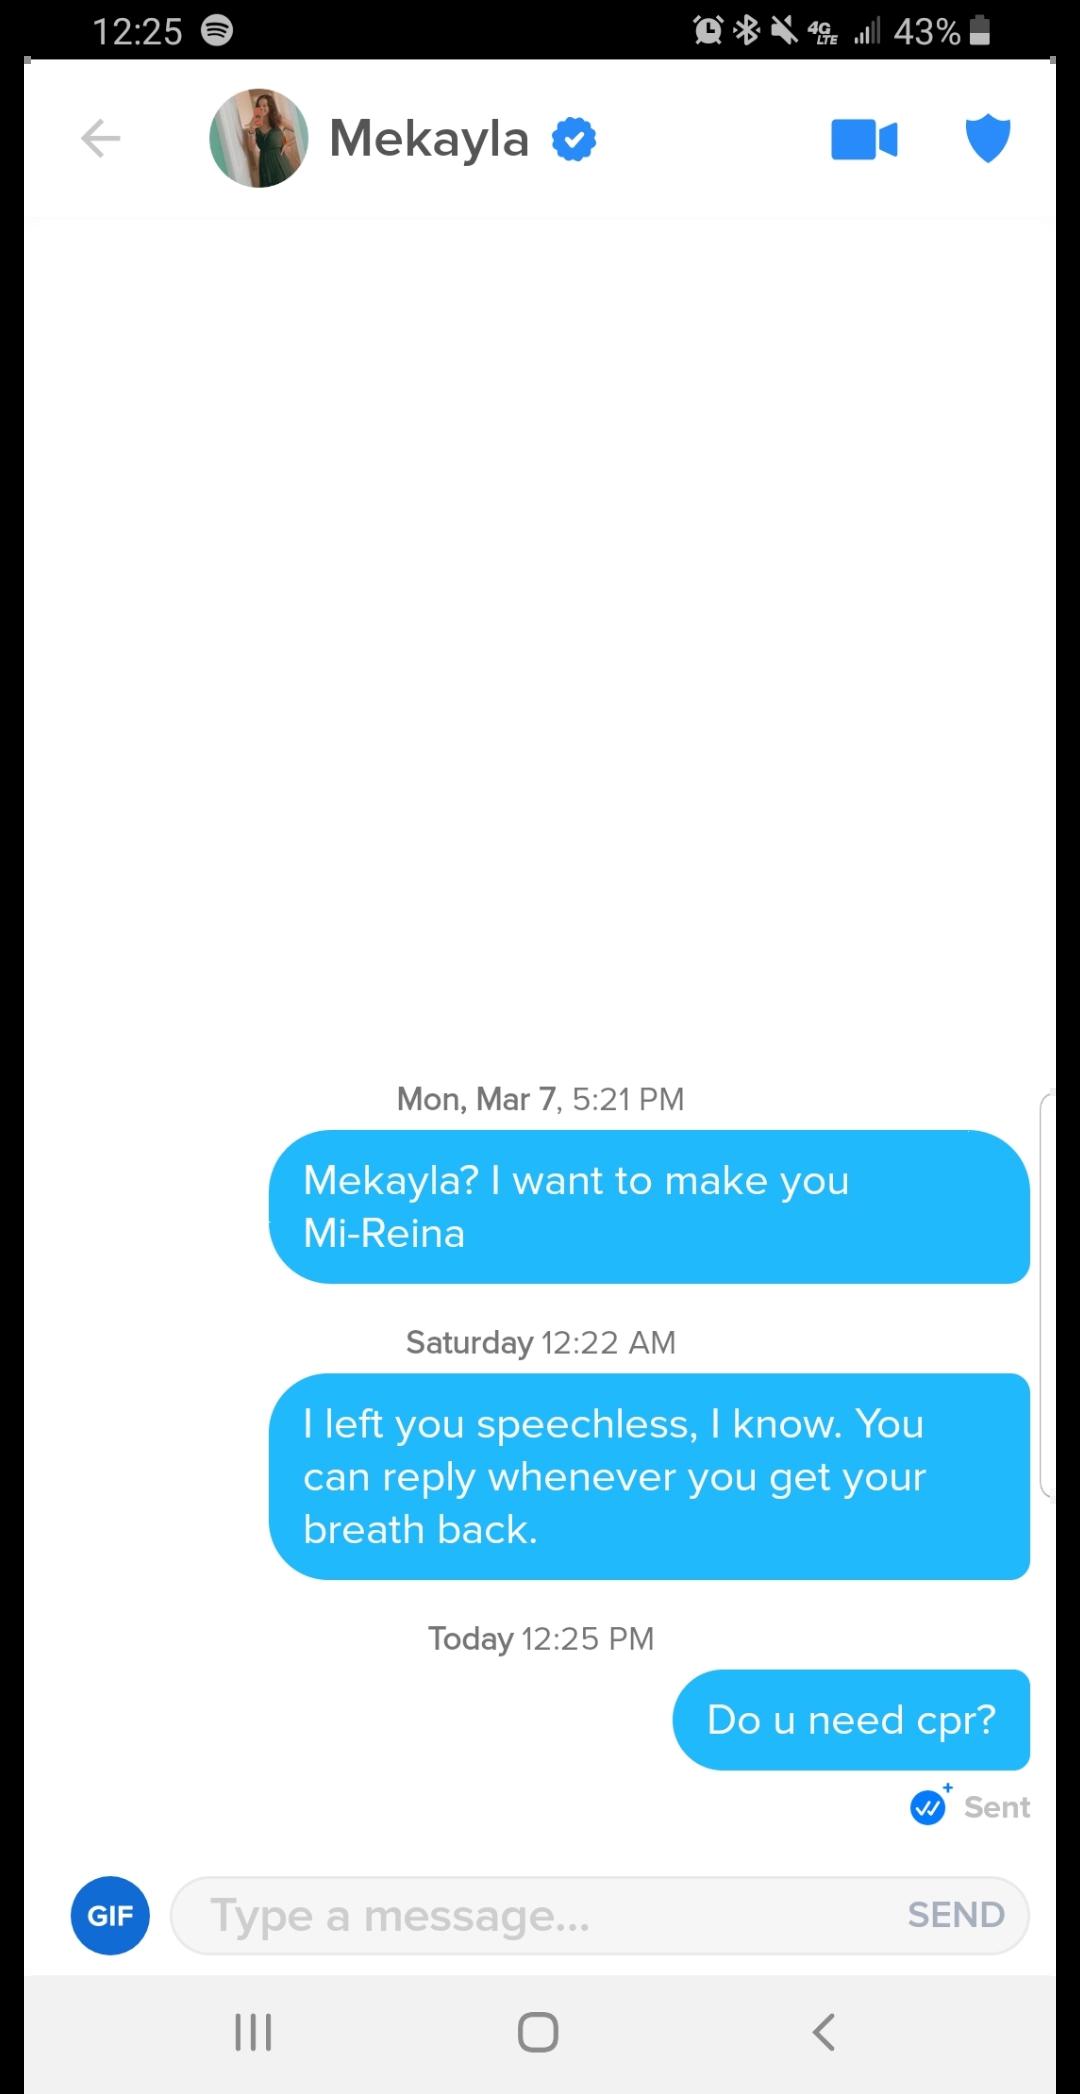 12:25
4G
LTE
43%
Mekayla
Mon, Mar 7, 5:21 PM
Mekayla? I want to make you
Mi-Reina
Saturday 12:22 AM
I left you speechless, I know. You
can reply whenever you get your
breath back.
Today 12:25 PM
Do u need cpr?
Sent
GIF
Type a message...
SEND